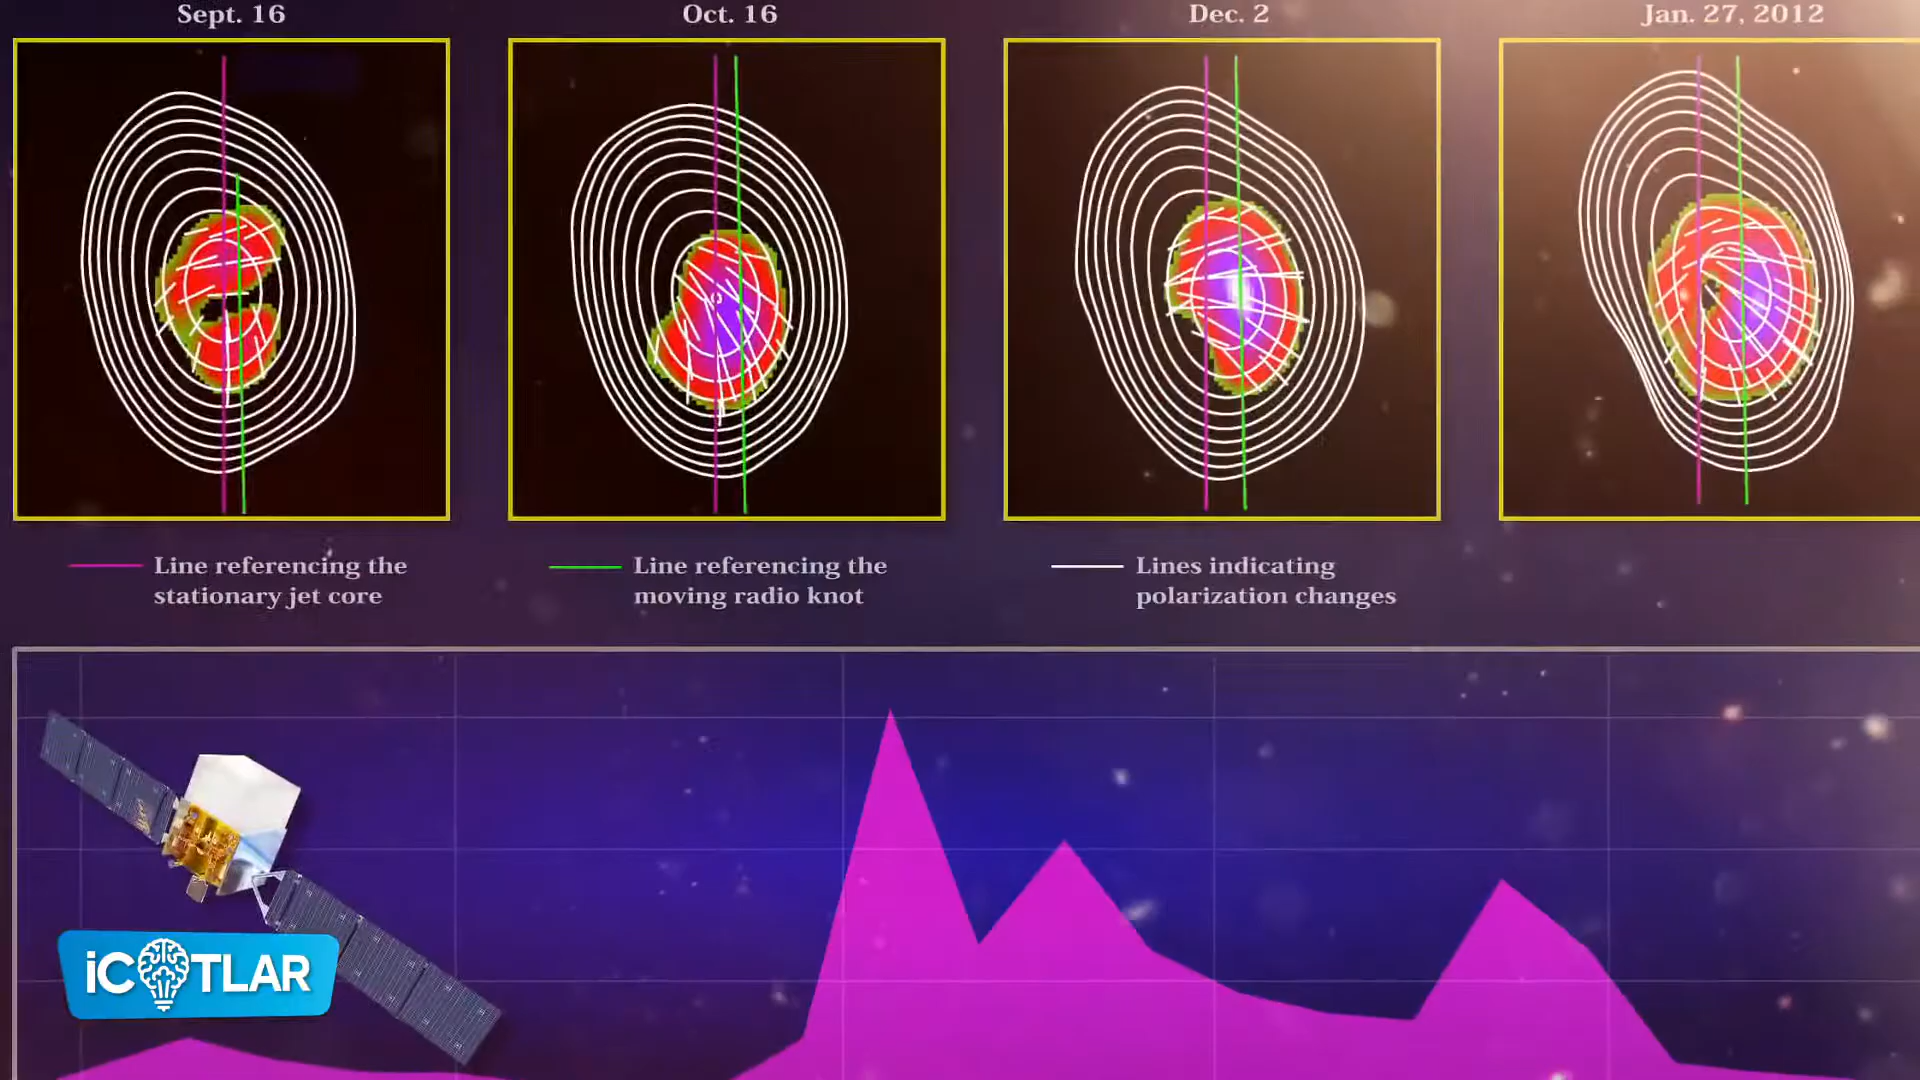 Sept. 16
Oct. 16
Dec. 2
Jan. 27, 2012
Line referencing the
stationary jet core
Line referencing the
moving radio knot
Lines indicating
polarization changes
iCOTLAR